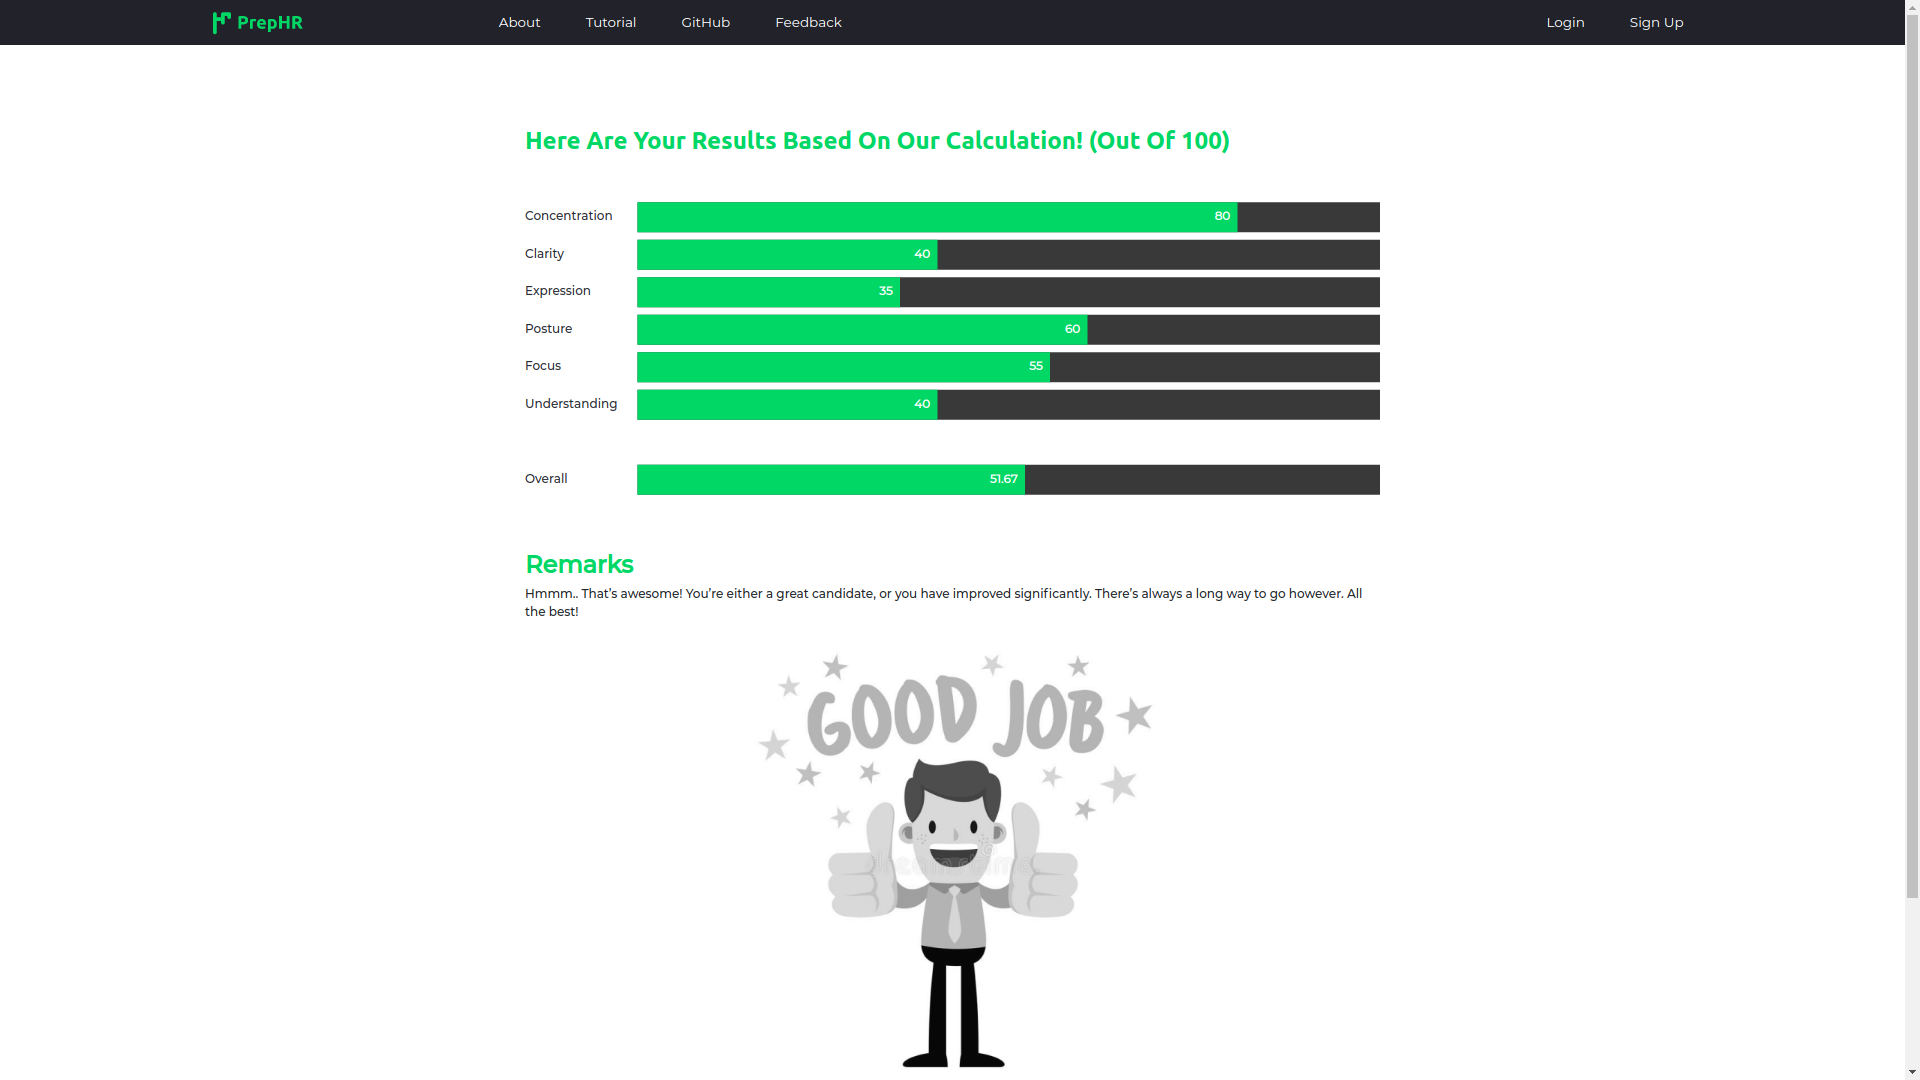 PrepHR About Tutorial GitHub Feedback Login Sign Up
Here Are Your Results Based On Our Calculation! (Out Of 100)
Concentration 80
Clarity 40
Expression 35
Posture 60
Focus 55
Understanding 40
Overall 51.67
Remarks
Hmmm.. That's awesome! You're either a great candidate, or you have improved significantly. There's always a long way to go however. All
the best!
GOOD JOB